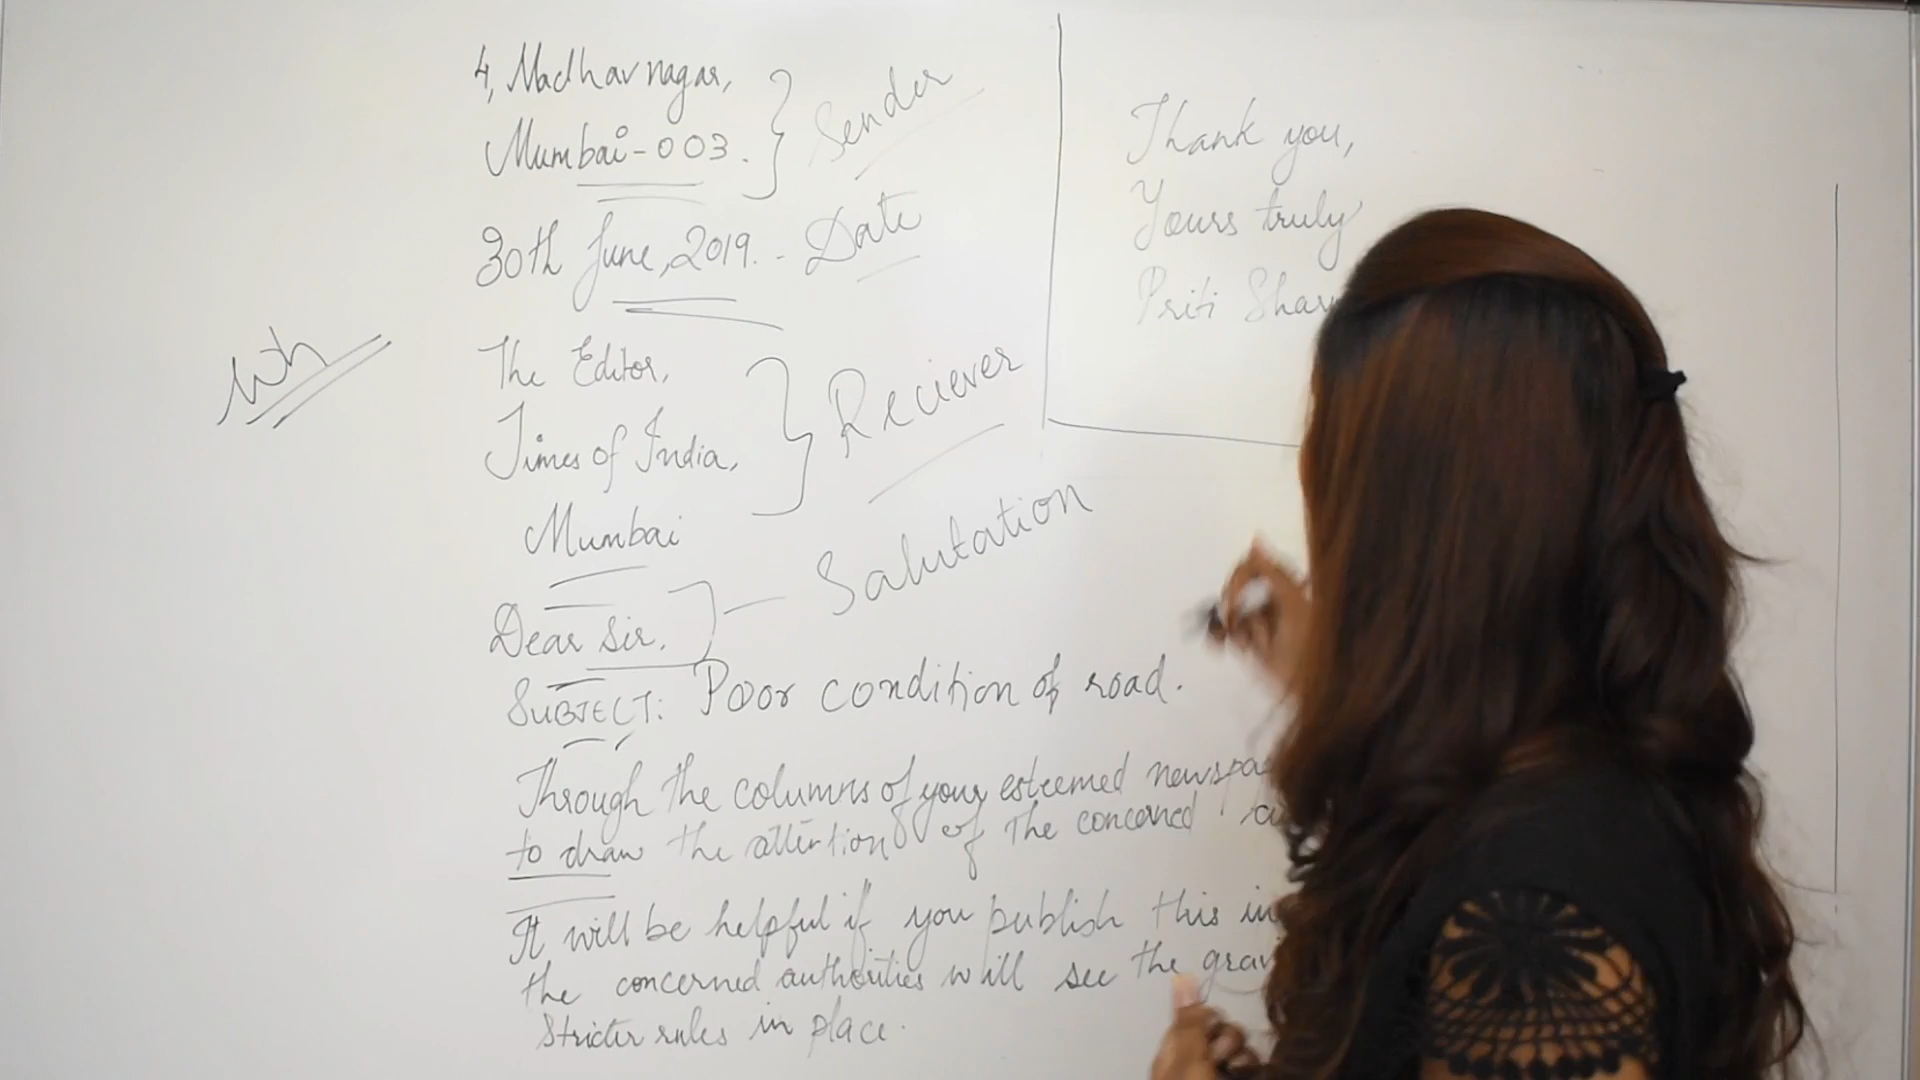 4, Madhavnagar,
Mumbai-003.
Sender
30th June, 2019. - Date
The Editor,
Times of India,
Mumbai
Reciever
Dear Sir,
Salutation
SUBJECT: Poor condition of road.
Through the columns of your esteemed
to draw the attention of the concerned
It will be helpful if you publish this in
the concerned authorities will see the
Stricter rules in place.
Thank you,
Yours truly
Priti